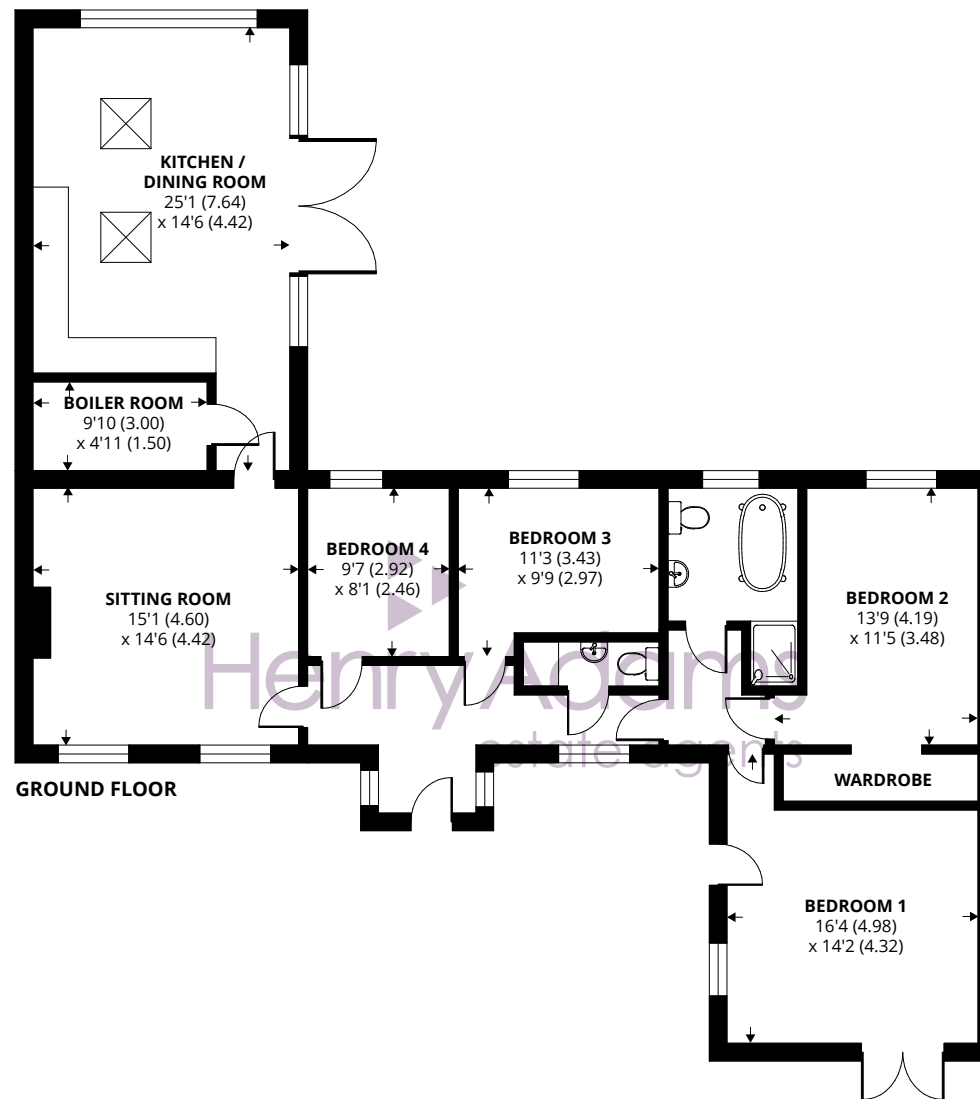 KITCHEN /
DINING ROOM
25'1 (7.64)
x 14'6 (4.42)
BOILER ROOM
9'10 (3.00)
x 4'11 (1.50)
SITTING ROOM
15'1 (4.60)
x 14'6 (4.42)
BEDROOM 4
9'7 (2.92)
x 8'1 (2.46)
BEDROOM 3
11'3 (3.43)
x 9'9 (2.97)
BEDROOM 2
13'9 (4.19)
x 11'5 (3.48)
HenryAdams
estate agents
WARDROBE
GROUND FLOOR
BEDROOM 1
16'4 (4.98)
x 14'2 (4.32)